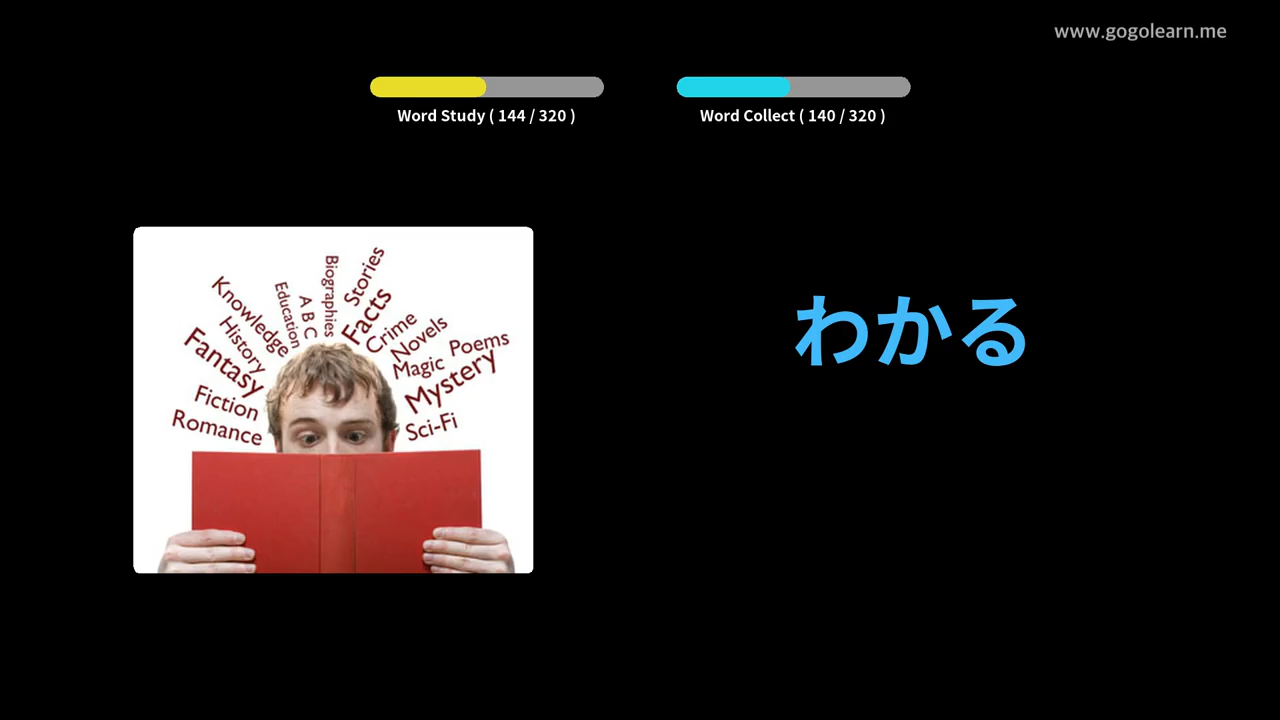 www.gogolearn.me
Word Study ( 144 / 320 )
Word Collect ( 140 / 320 )
Knowledge
History
Fantasy
Fiction
Romance
Education
A B C
Biographies
Stories
Facts
Crime
Novels
Magic
Poems
Mystery
Sci-Fi
わかる